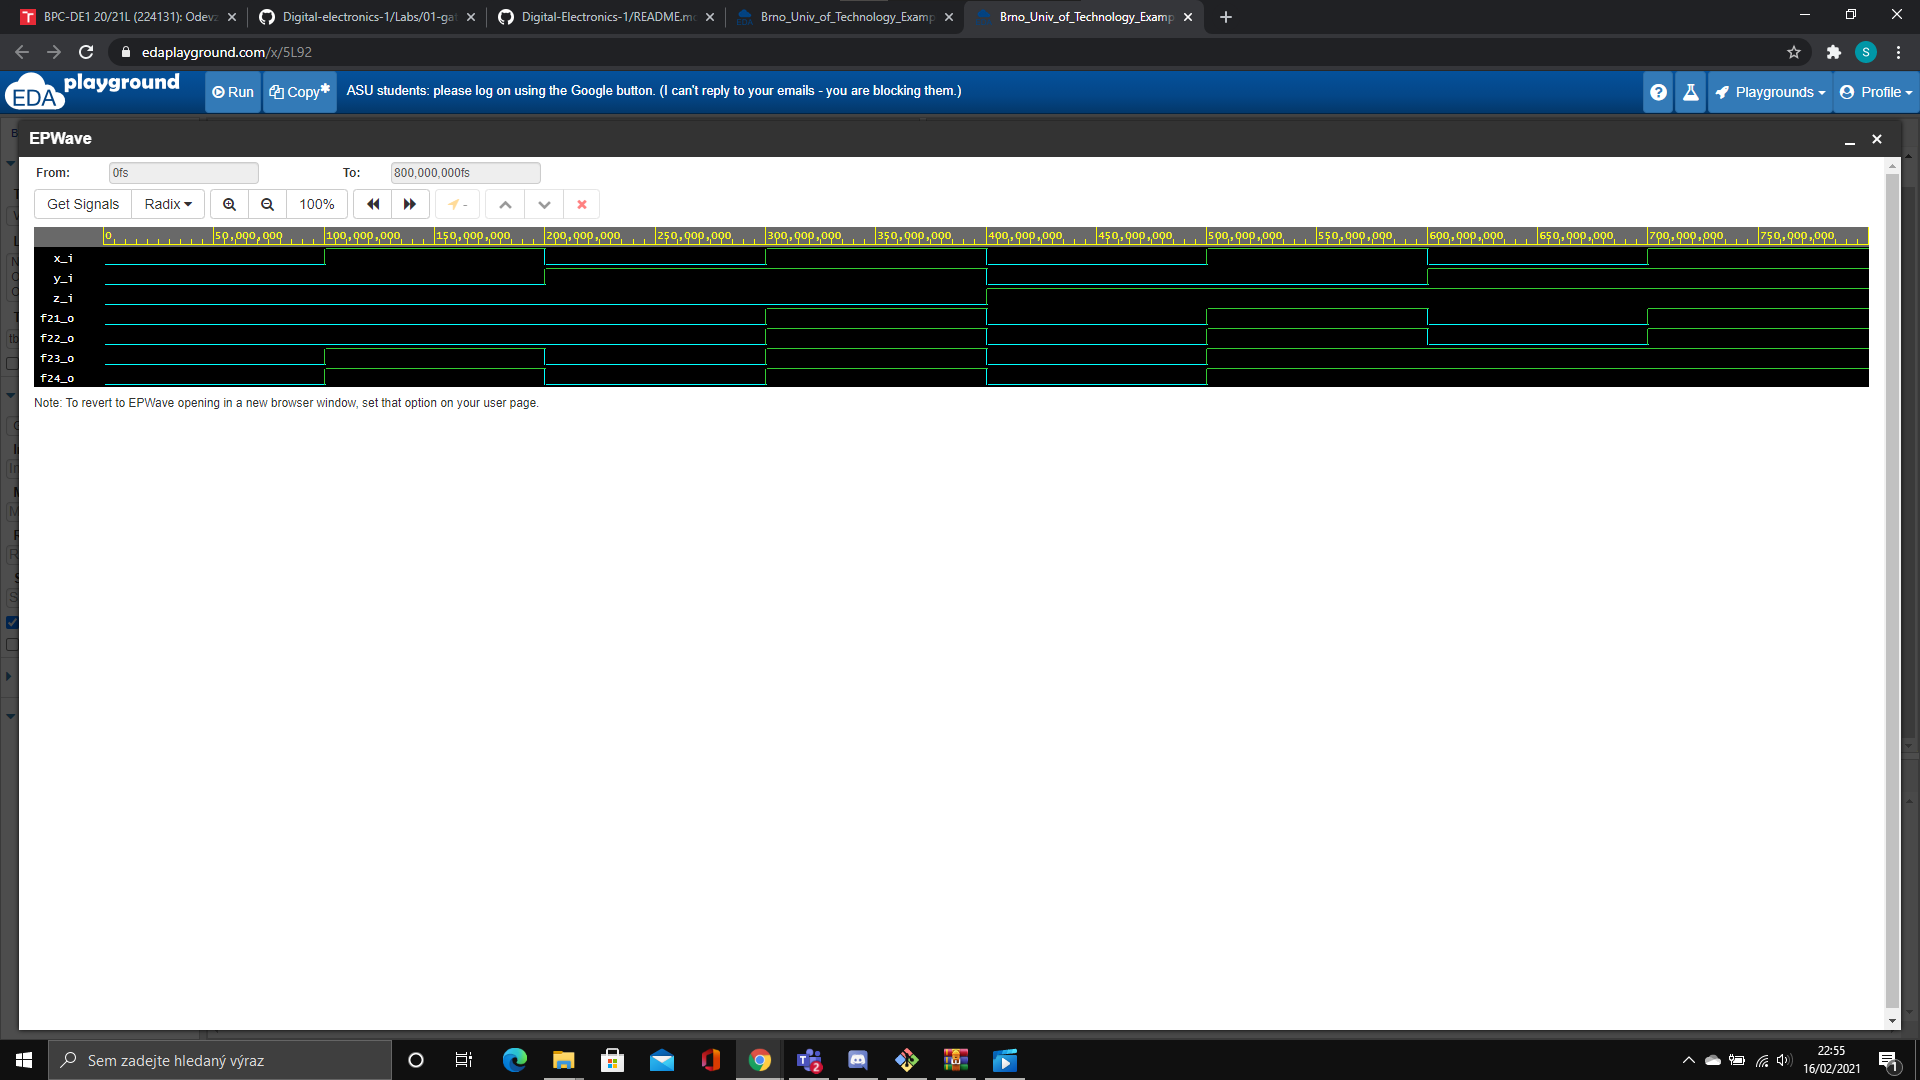 BPC-DE1 20/21L (224131): Odevz
Digital-electronics-1/Labs/01-gat
Digital-Electronics-1/README.md
Brno_Univ_of_Technology_Examp
Brno_Univ_of_Technology_Examp
edaplayground.com/x/5L92
S
EDA playground
Run
Copy*
ASU students: please log on using the Google button. (I can't reply to your emails - you are blocking them.)
Playgrounds
Profile
EPWave
From:
0fs
To:
800,000,000fs
Get Signals
Radix
100%
-
0
50,000,000
100,000,000
150,000,000
200,000,000
250,000,000
300,000,000
350,000,000
400,000,000
450,000,000
500,000,000
550,000,000
600,000,000
650,000,000
700,000,000
750,000,000
x_i
y_i
z_i
f21_o
f22_o
f23_o
f24_o
Note: To revert to EPWave opening in a new browser window, set that option on your user page.
Sem zadejte hledaný výraz
2
22:55
16/02/2021
1